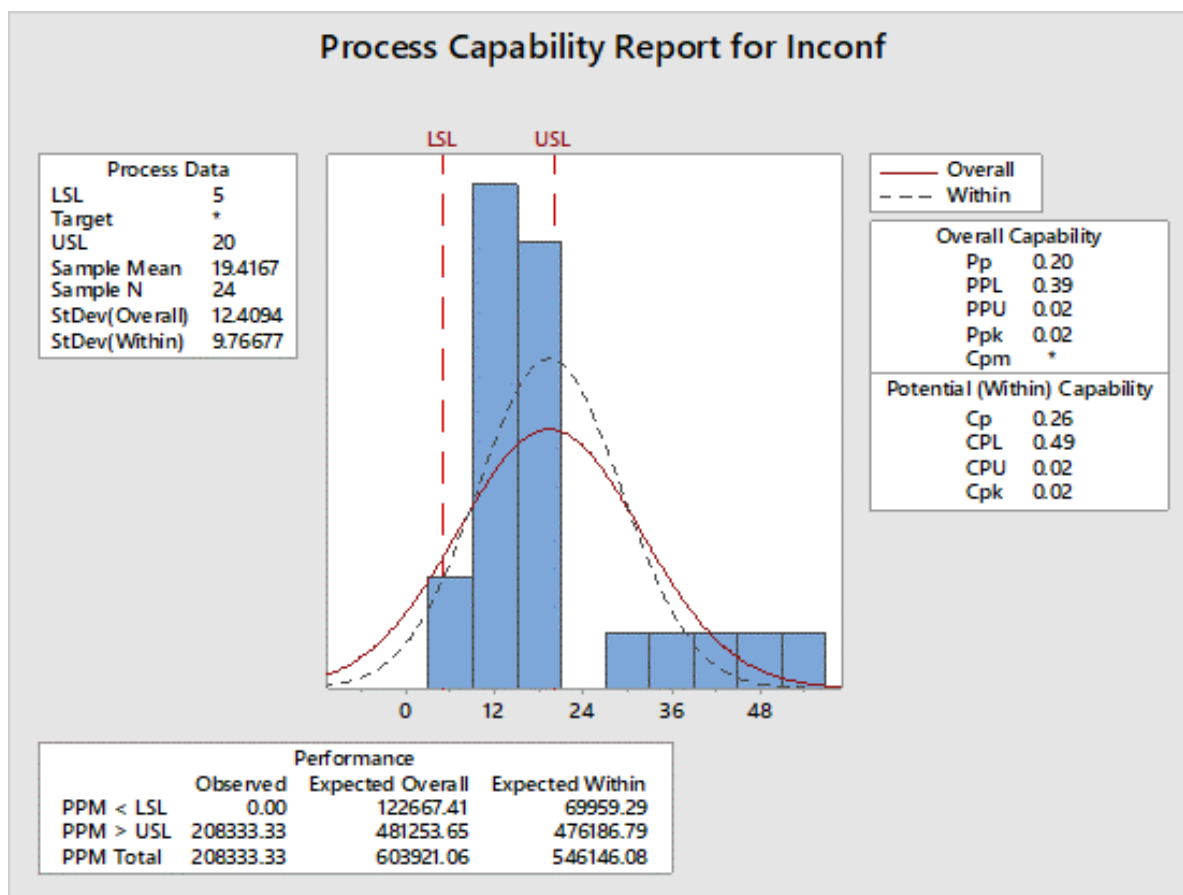 Process Capability Report for Inconf
LSL USL
Process Data
LSL 5
Target *
USL 20
Sample Mean 19.4167
Sample N 24
StDev(Overall) 12.4094
StDev(Within) 9.76677
Overall
Within
Overall Capability
Pp 0.20
PPL 0.39
PPU 0.02
Ppk 0.02
Cpm *
Potential (Within) Capability
Cp 0.26
CPL 0.49
CPU 0.02
Cpk 0.02
0 12 24 36 48
Performance
Observed Expected Overall Expected Within
PPM < LSL 0.00 122667.41 69959.29
PPM > USL 208333.33 481253.65 476186.79
PPM Total 208333.33 603921.06 546146.08